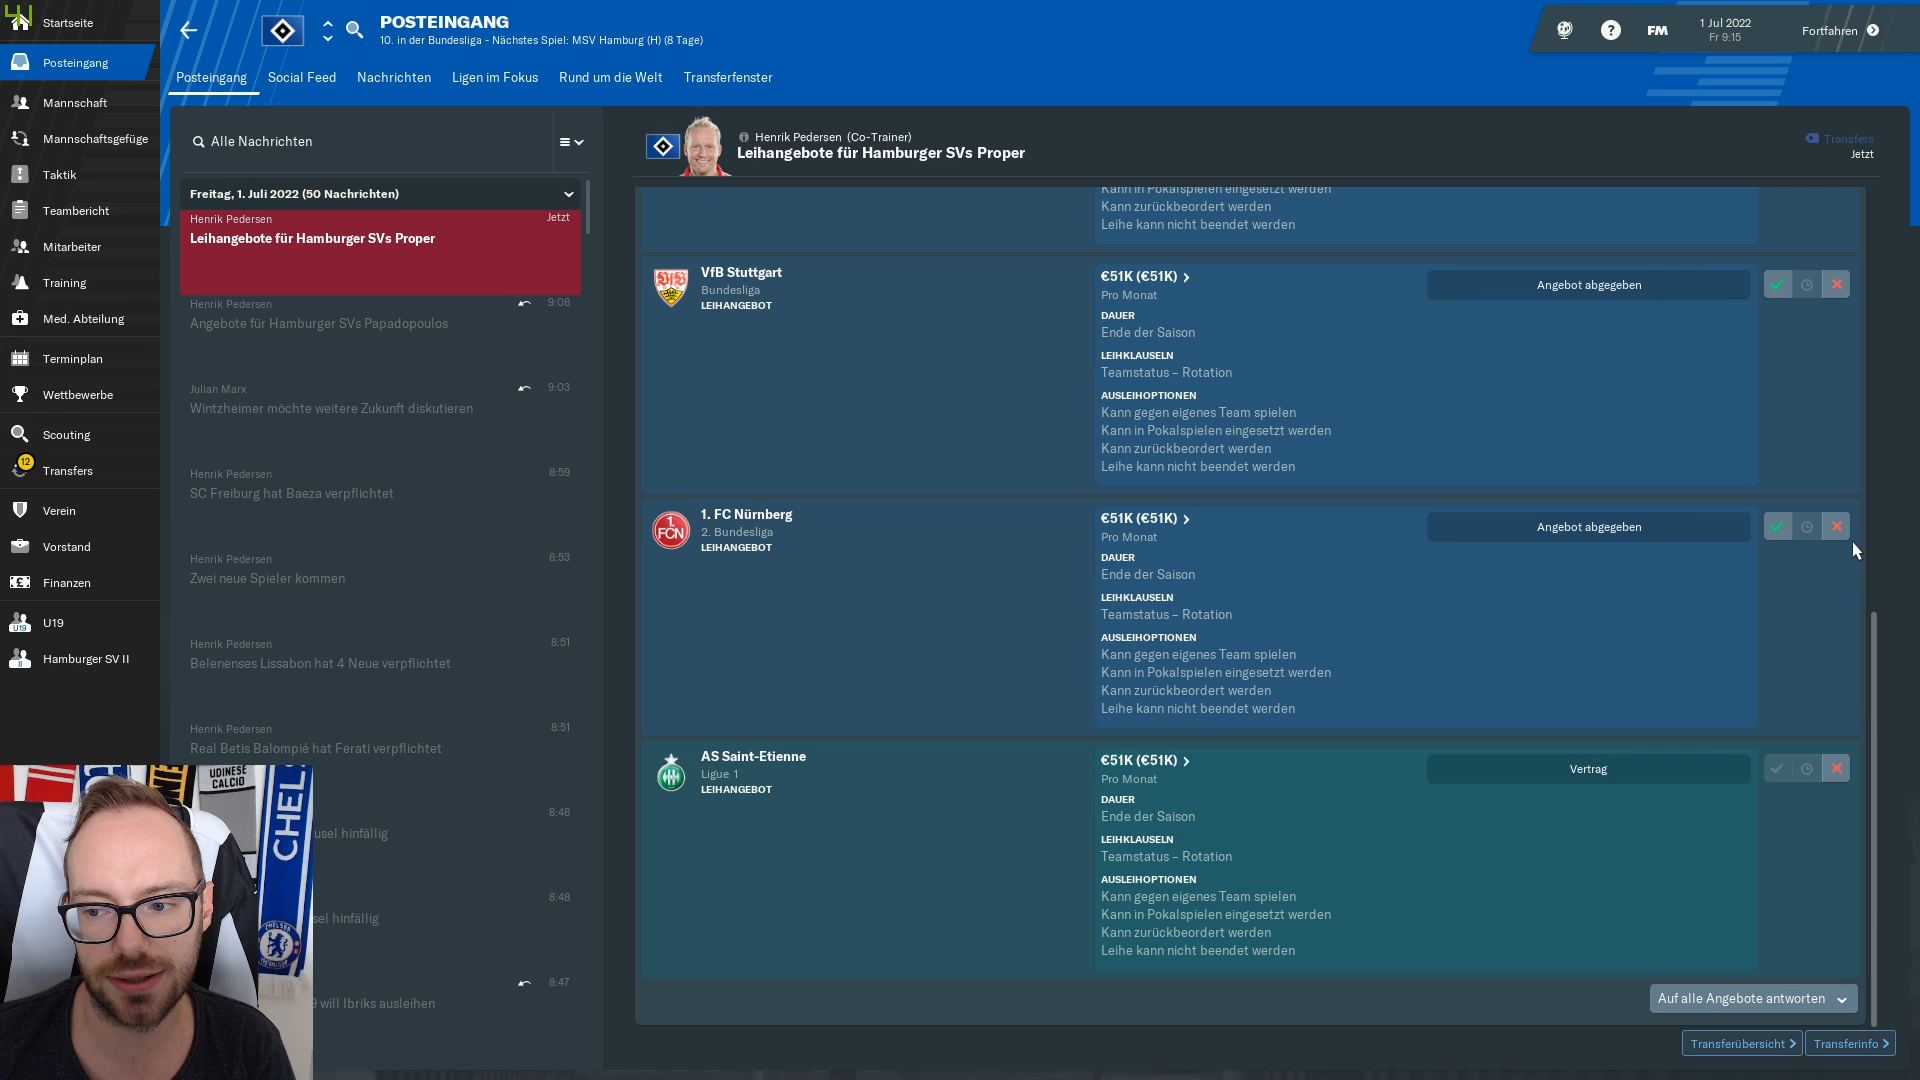 Startseite
Posteingang
Mannschaft
Mannschaftsgefüge
Taktik
Teambericht
Mitarbeiter
Training
Med. Abteilung
Terminplan
Wettbewerbe
Scouting
12
Transfers
Verein
Vorstand
Finanzen
U19
U19
Hamburger SV II
II
POSTEINGANG
10. in der Bundesliga - Nächstes Spiel: MSV Hamburg (H) (8 Tage)
FM
1 Jul 2022
Fr 9:15
Fortfahren
Posteingang
Social Feed
Nachrichten
Ligen im Fokus
Rund um die Welt
Transferfenster
Alle Nachrichten
Freitag, 1. Juli 2022 (50 Nachrichten)
Henrik Pedersen
Jetzt
Leihangebote für Hamburger SVs Proper
Henrik Pedersen
9:08
Angebote für Hamburger SVs Papadopoulos
Julian Marx
9:03
Wintzheimer möchte weitere Zukunft diskutieren
Henrik Pedersen
8:59
SC Freiburg hat Baeza verpflichtet
Henrik Pedersen
8:53
Zwei neue Spieler kommen
Henrik Pedersen
8:51
Belenenses Lissabon hat 4 Neue verpflichtet
Henrik Pedersen
8:51
Real Betis Balompié hat Ferati verpflichtet
8:48
usel hinfällig
8:48
sel hinfällig
8:47
9 will Ibriks ausleihen
Henrik Pedersen (Co-Trainer)
Leihangebote für Hamburger SVs Proper
Transfers
Jetzt
Kann in Pokalspielen eingesetzt werden
Kann zurückbeordert werden
Leihe kann nicht beendet werden
VfB Stuttgart
Bundesliga
LEIHANGEBOT
€51K (€51K)
Pro Monat
DAUER
Ende der Saison
LEIHKLAUSELN
Teamstatus – Rotation
AUSLEIHOPTIONEN
Kann gegen eigenes Team spielen
Kann in Pokalspielen eingesetzt werden
Kann zurückbeordert werden
Leihe kann nicht beendet werden
Angebot abgegeben
1. FC Nürnberg
2. Bundesliga
LEIHANGEBOT
€51K (€51K)
Pro Monat
DAUER
Ende der Saison
LEIHKLAUSELN
Teamstatus – Rotation
AUSLEIHOPTIONEN
Kann gegen eigenes Team spielen
Kann in Pokalspielen eingesetzt werden
Kann zurückbeordert werden
Leihe kann nicht beendet werden
Angebot abgegeben
AS Saint-Etienne
Ligue 1
LEIHANGEBOT
€51K (€51K)
Pro Monat
DAUER
Ende der Saison
LEIHKLAUSELN
Teamstatus – Rotation
AUSLEIHOPTIONEN
Kann gegen eigenes Team spielen
Kann in Pokalspielen eingesetzt werden
Kann zurückbeordert werden
Leihe kann nicht beendet werden
Vertrag
Auf alle Angebote antworten
Transferübersicht
Transferinfo
UDINESE
CALCIO
CHELS
1.
FCN
VfB